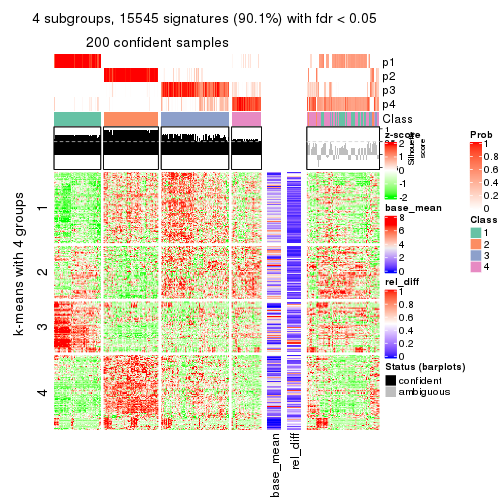 4 subgroups, 15545 signatures (90.1%) with fdr < 0.05
200 confident samples
p1
p2
p3
p4
Class
1
Silhouette
score
k-means with 4 groups
1
2
3
4
base_mean
rel_diff
z-score
2
1
0
-1
-2
base_mean
8
6
4
2
0
rel_diff
1
0.8
0.6
0.4
0.2
0
Status (barplots)
confident
ambiguous
Prob
1
0.8
0.6
0.4
0.2
0
Class
1
2
3
4